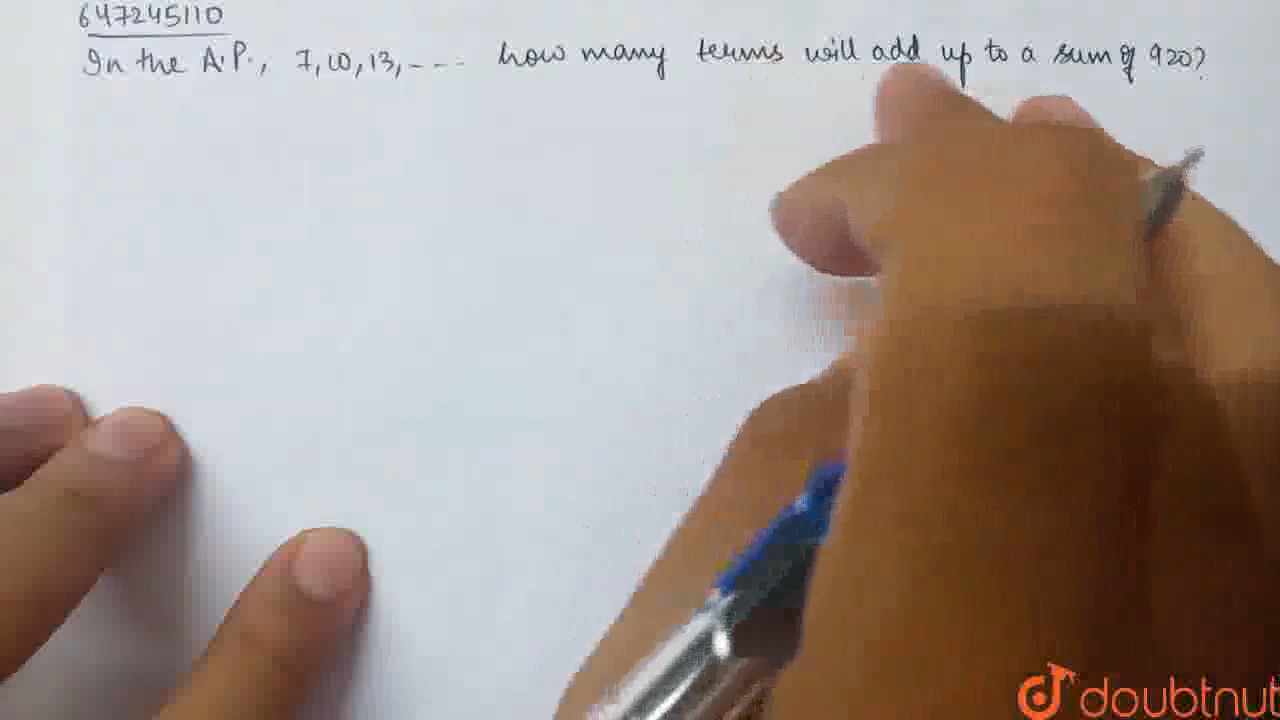 647245110
In the A.P., 7, 10, 13, ---- how many terms will add up to a sum of 920?
doubtnut